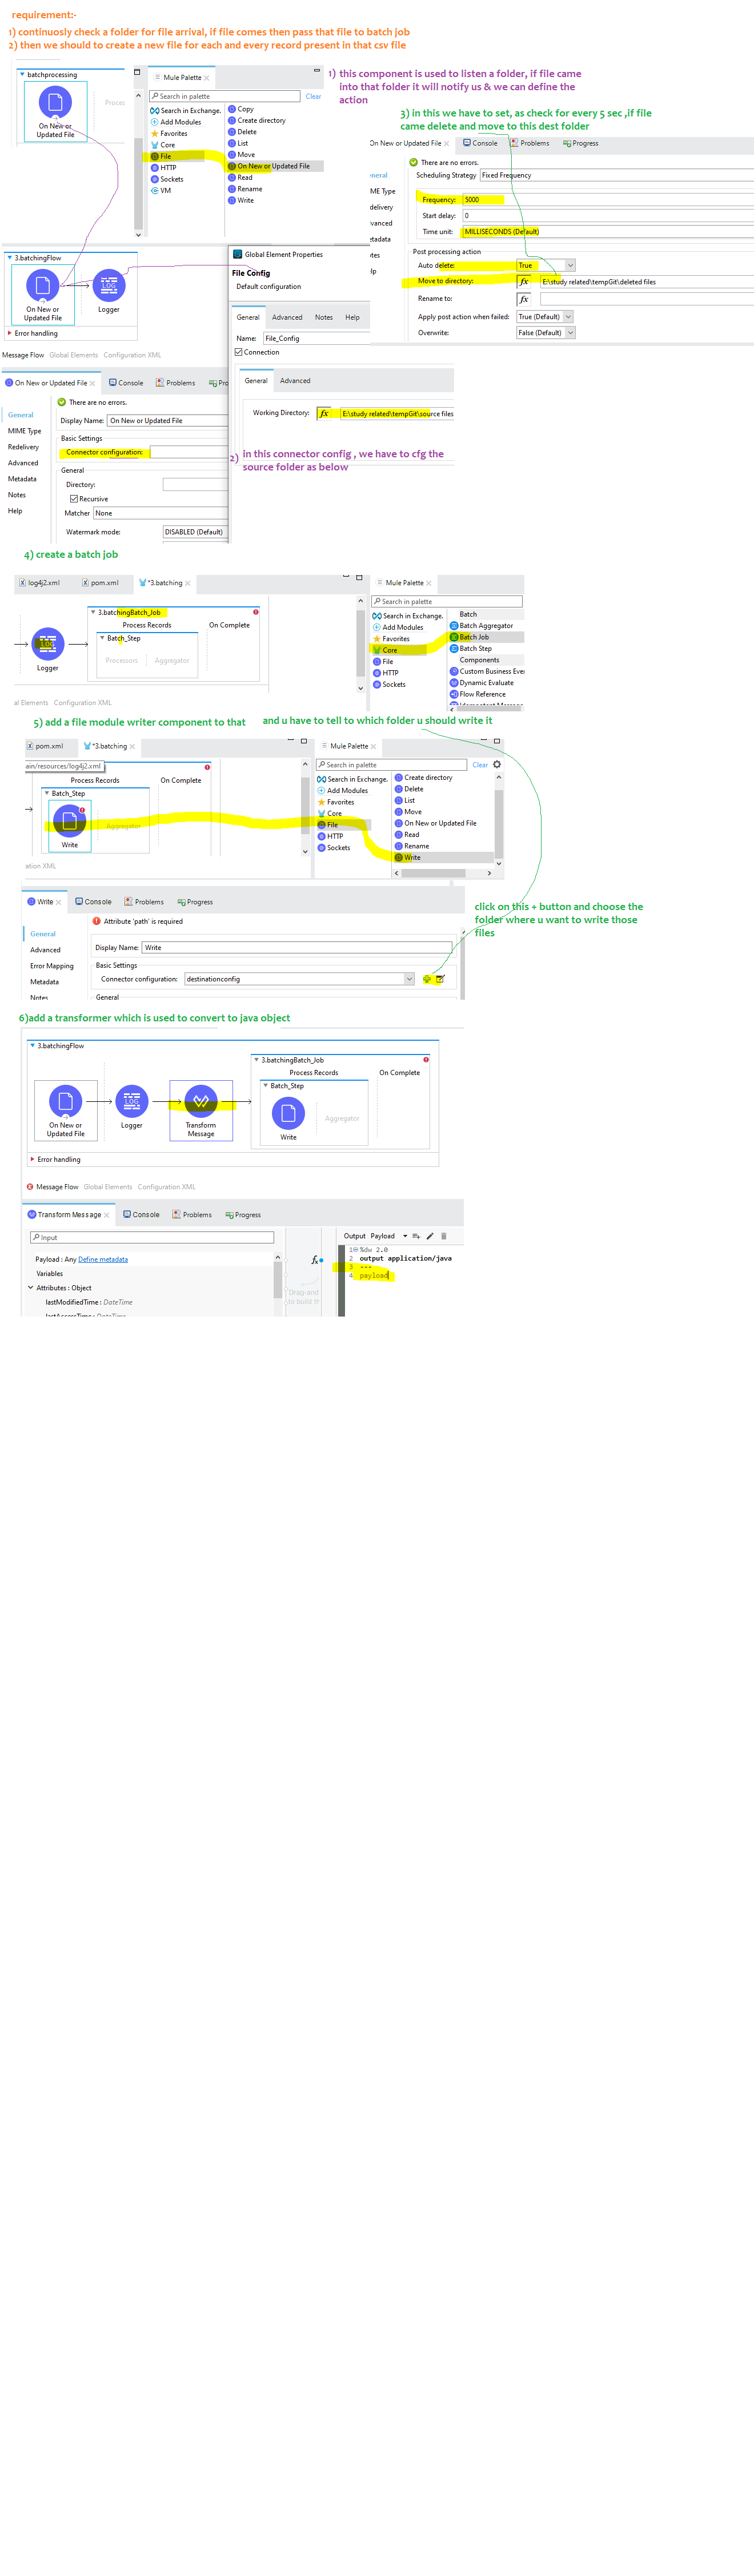 requirement:-
1) continuosly check a folder for file arrival, if file comes then pass that file to batch job
2) then we should to create a new file for each and every record present in that csv file
batchprocessing
On New or
Updated File
Proces
Mule Palette
Search in palette
Clear
Search in Exchange.
Add Modules
Favorites
Core
File
HTTP
Sockets
VM
Copy
Create directory
Delete
List
Move
On New or Updated File
Read
Rename
Write
1) this component is used to listen a folder, if file came
into that folder it will notify us & we can define the
action
3) in this we have to set, as check for every 5 sec ,if file
came delete and move to this dest folder
On New or Updated File
Console
Problems
Progress
eneral
IME Type
delivery
dvanced
etadata
otes
elp
There are no errors.
Scheduling Strategy
Fixed Frequency
Frequency:
5000
Start delay:
0
Time unit:
MILLISECONDS (Default)
Post processing action
Auto delete:
True
Move to directory:
fx
E:\study related\tempGit\deleted files
Rename to:
fx
Apply post action when failed:
True (Default)
Overwrite:
False (Default)
3.batchingFlow
On New or
Updated File
LOG
Logger
Error handling
Message Flow
Global Elements
Configuration XML
Global Element Properties
File Config
Default configuration
General
Advanced
Notes
Help
Name:
File_Config
Connection
General
Advanced
Working Directory:
fx
E:\study related\tempGit\source files
2) in this connector config , we have to cfg the
source folder as below
On New or Updated File
Console
Problems
Pro
General
MIME Type
Redelivery
Advanced
Metadata
Notes
Help
There are no errors.
Display Name:
On New or Updated File
Basic Settings
Connector configuration:
General
Directory:
Recursive
Matcher
None
Watermark mode:
DISABLED (Default)
4) create a batch job
log4j2.xml
pom.xml
*3.batching
LOG
Logger
3.batchingBatch_Job
Process Records
On Complete
Batch_Step
Processors
Aggregator
al Elements
Configuration XML
Mule Palette
Search in palette
Search in Exchange.
Add Modules
Favorites
Core
File
HTTP
Sockets
Batch
Batch Aggregator
Batch Job
Batch Step
Components
Custom Business Eve
Dynamic Evaluate
Flow Reference
5) add a file module writer component to that
and u have to tell to which folder u should write it
pom.xml
*3.batching
ain/resources/log4j2.xml
Process Records
On Complete
Batch_Step
Write
Aggregator
ation XML
Mule Palette
Search in palette
Clear
Search in Exchange.
Add Modules
Favorites
Core
File
HTTP
Sockets
Create directory
Delete
List
Move
On New or Updated File
Read
Rename
Write
Write
Console
Problems
Progress
General
Advanced
Error Mapping
Metadata
Notes
Attribute 'path' is required
Display Name:
Write
Basic Settings
Connector configuration:
destinationconfig
General
click on this + button and choose the
folder where u want to write those
files
6)add a transformer which is used to convert to java object
3.batchingFlow
On New or
Updated File
LOG
Logger
Transform
Message
3.batchingBatch_Job
Process Records
On Complete
Batch_Step
Write
Aggregator
Error handling
Message Flow
Global Elements
Configuration XML
Transform Message
Console
Problems
Progress
Input
Payload : Any Define metadata
Variables
Attributes : Object
lastModifiedTime : DateTime
lastAccessTime : DateTime
fx
Drag-and
to build tr
Output
Payload
1 %dw 2.0
2 output application/java
3 ---
4 payload